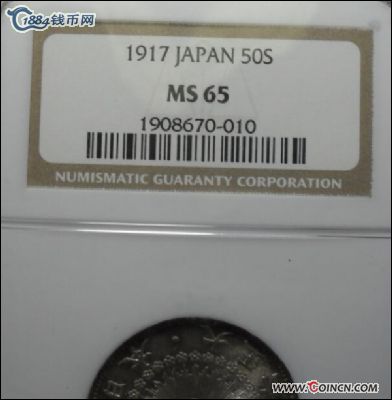 1884钱币网
1917 JAPAN 50S
MS 65
1908670-010
NUMISMATIC GUARANTY CORPORATION
www.COINCN.COM